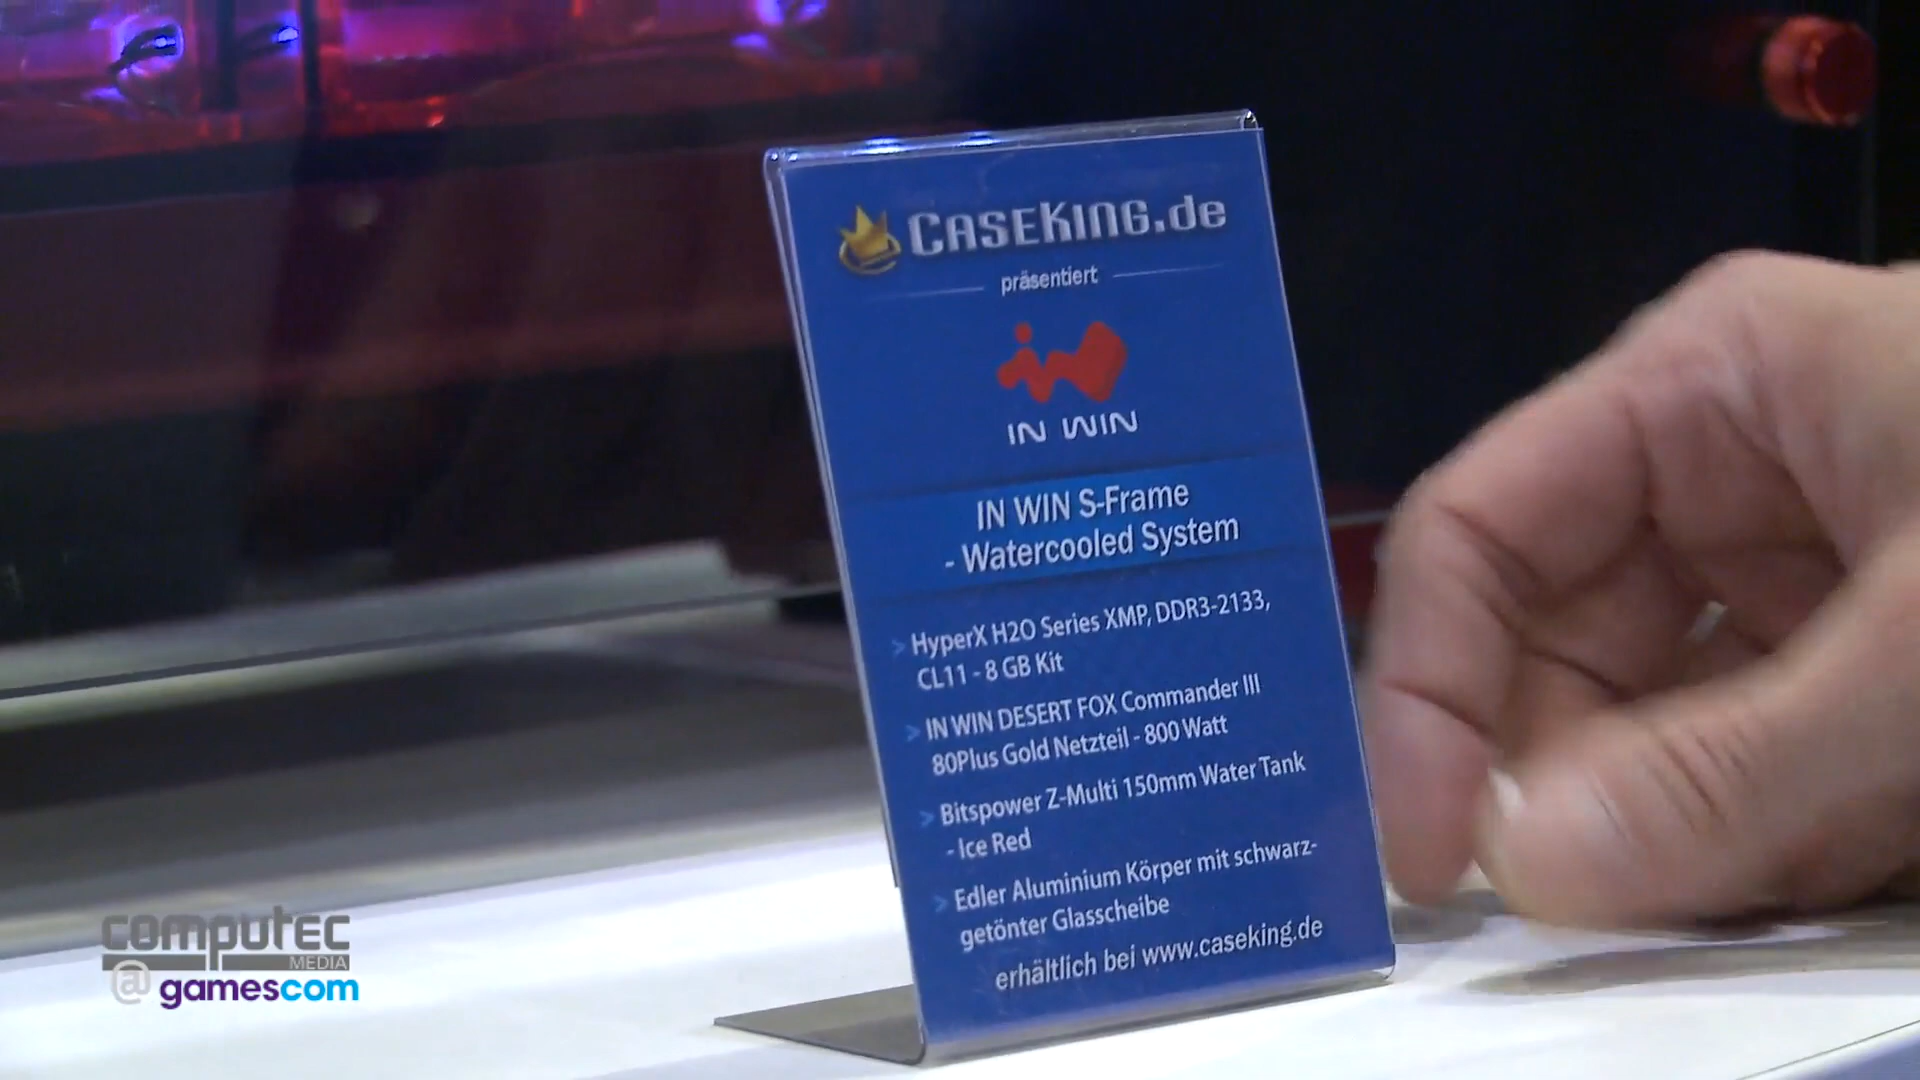 CASEKING.de
präsentiert
IN WIN
IN WIN S-Frame
- Watercooled System
> HyperX H2O Series XMP, DDR3-2133,
CL11 - 8 GB Kit
> IN WIN DESERT FOX Commander III
80Plus Gold Netzteil - 800 Watt
> Bitspower Z-Multi 150mm Water Tank
- Ice Red
> Edler Aluminium Körper mit schwarz-
getönter Glasscheibe
erhältlich bei www.caseking.de
computec
MEDIA
@ gamescom